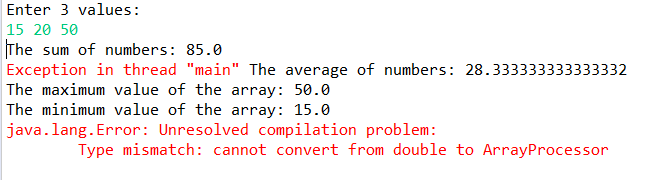 Enter 3 values:
15 20 50
The sum of numbers: 85.0
Exception in thread "main" The average of numbers: 28.333333333333332
The maximum value of the array: 50.0
The minimum value of the array: 15.0
java.lang.Error: Unresolved compilation problem:
Type mismatch: cannot convert from double to ArrayProcessor